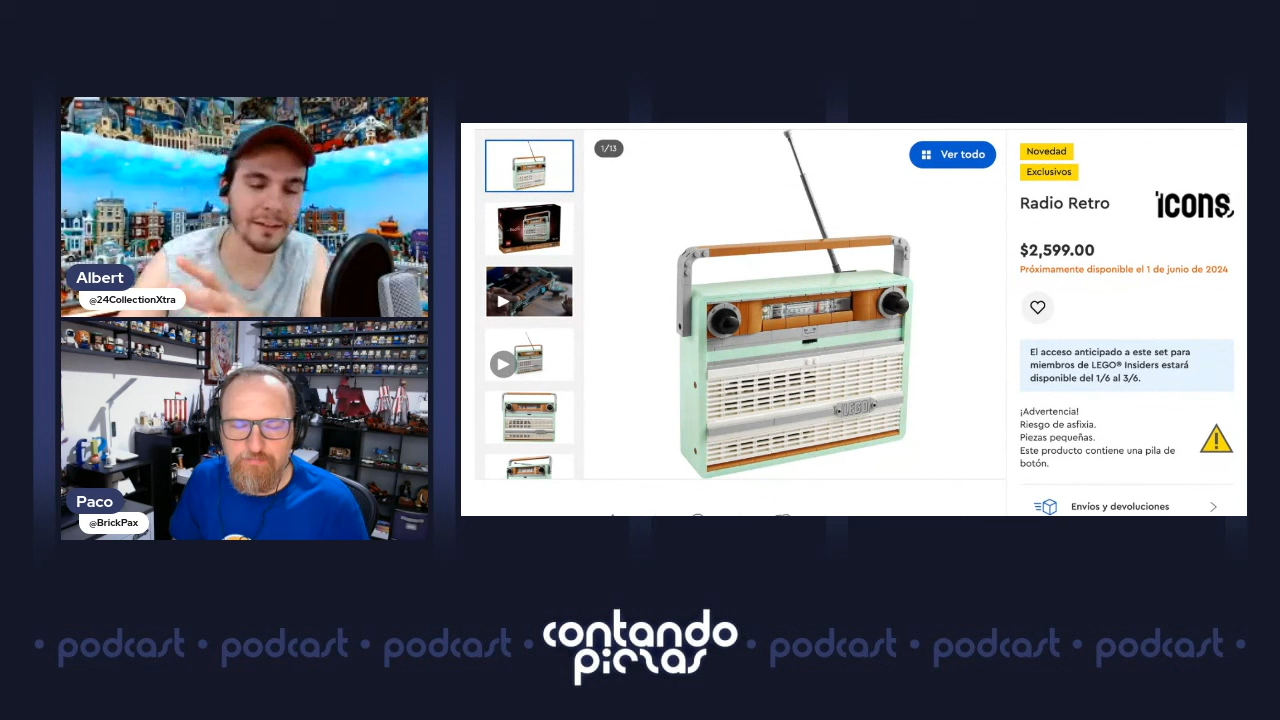 Albert
@24CollectionXtra
Paco
@BrickPax
1/13
Ver todo
LEGO
Novedad
Exclusivos
Radio Retro
icons.
$2,599.00
Próximamente disponible el 1 de junio de 2024
El acceso anticipado a este set para
miembros de LEGO® Insiders estará
disponible del 1/6 al 3/6.
¡Advertencia!
Riesgo de asfixia.
Piezas pequeñas.
Este producto contiene una pila de
botón.
Envíos y devoluciones
• podcast • podcast • podcast • contando piezas • podcast • podcast • podcast •